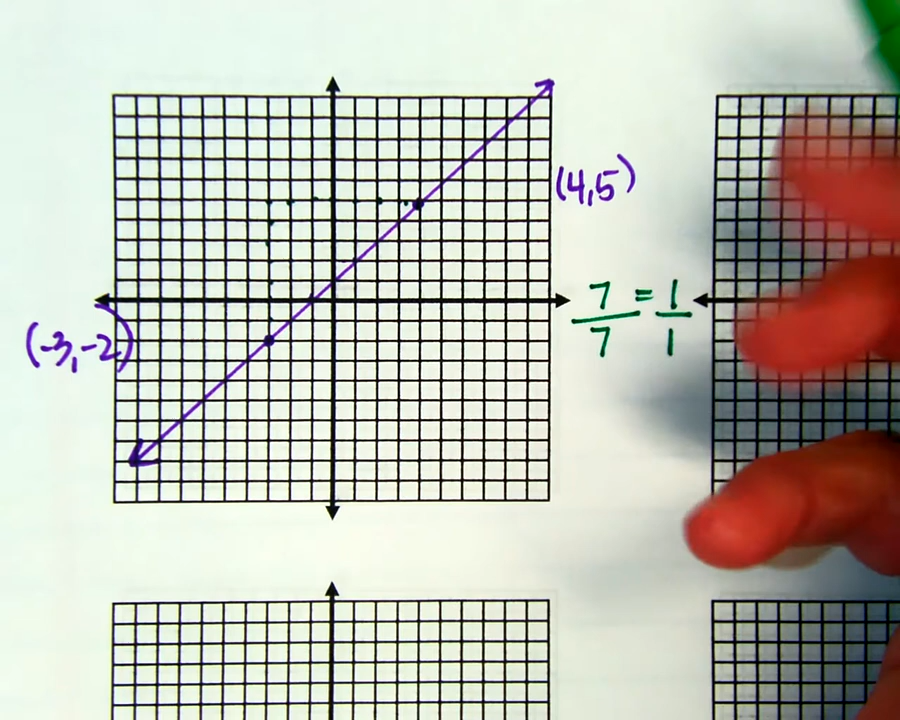 (4,5)
7/7 = 1/1
(-3,-2)